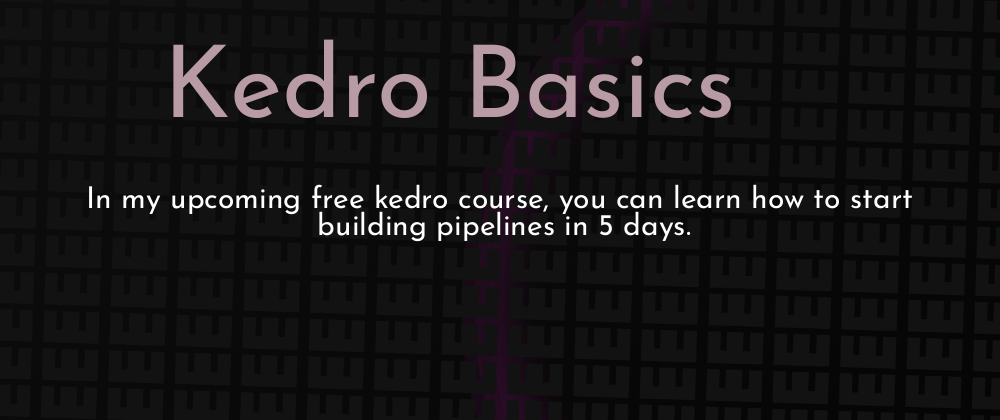 Kedro Basics
In my upcoming free kedro course, you can learn how to start
building pipelines in 5 days.